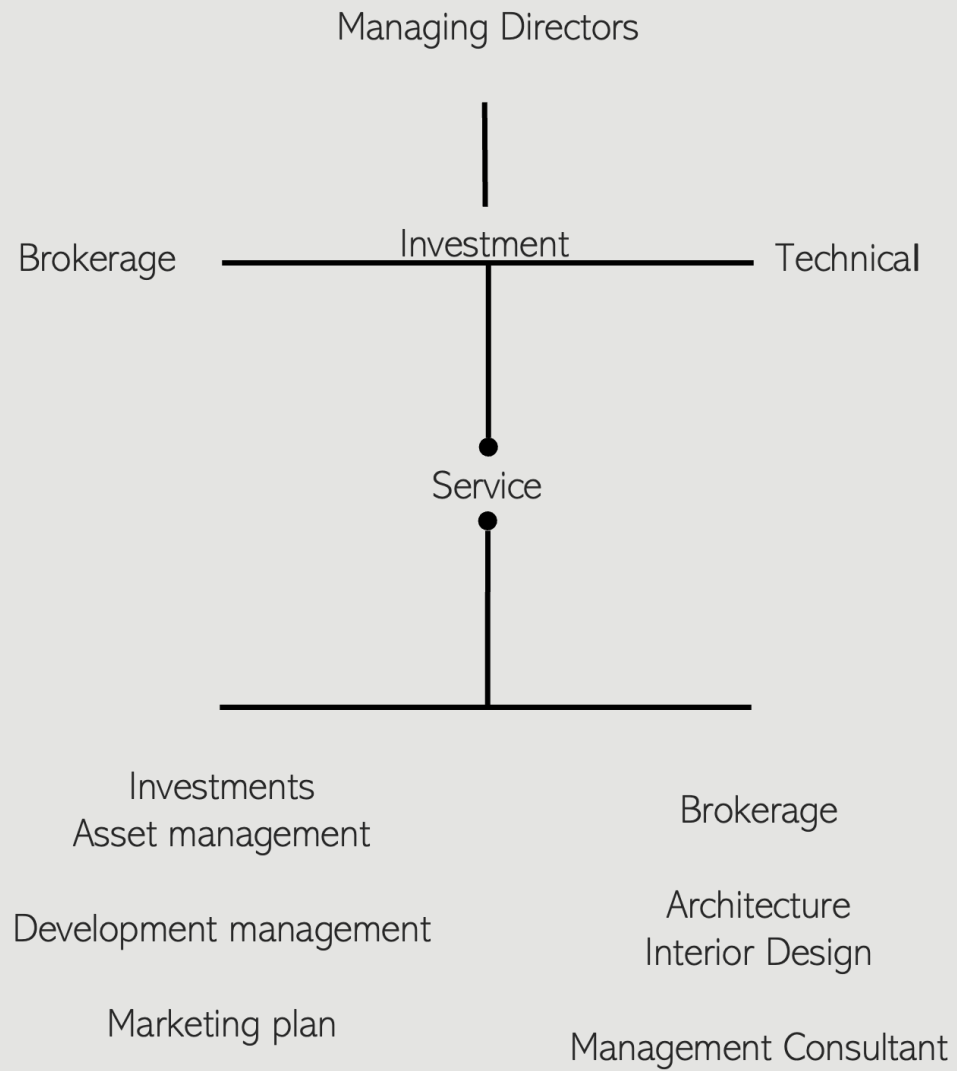 Managing Directors
Brokerage
Investment
Technical
Service
Investments
Asset management
Development management
Marketing plan
Brokerage
Architecture
Interior Design
Management Consultant